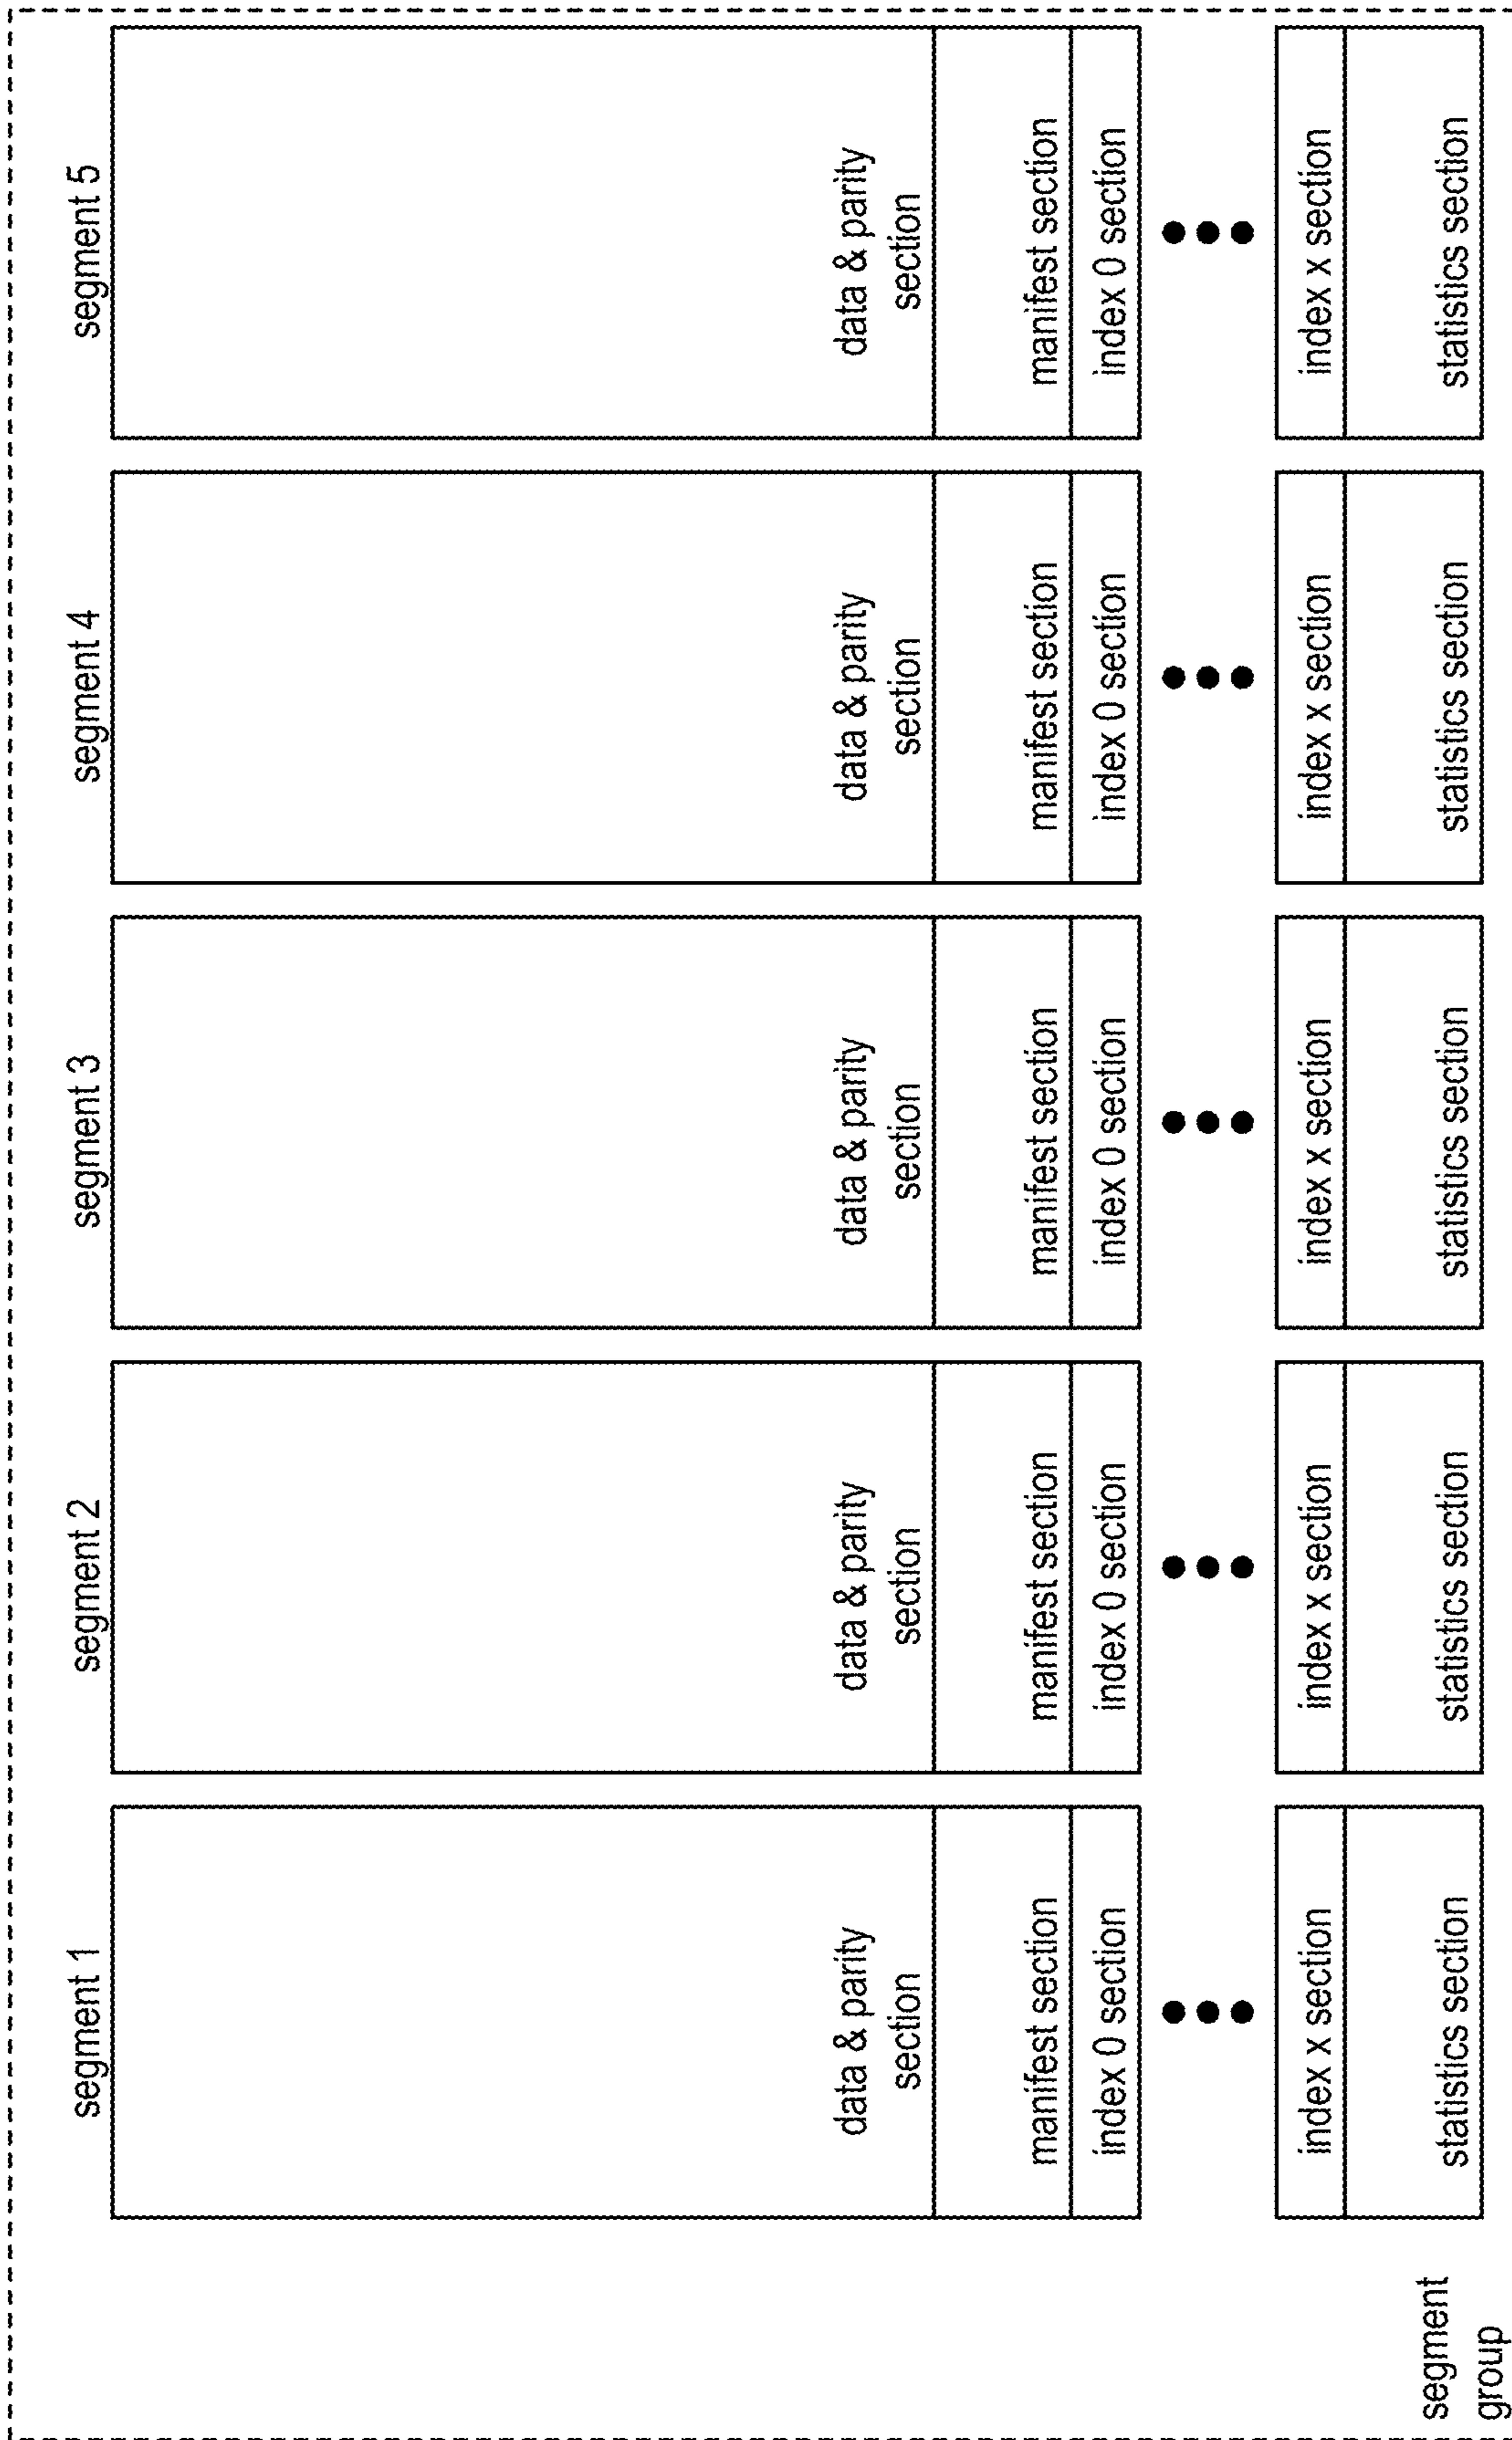 segment 1
data & parity
section
manifest section
index 0 section
index x section
statistics section
segment 2
data & parity
section
manifest section
index 0 section
index x section
statistics section
segment 3
data & parity
section
manifest section
index 0 section
index x section
statistics section
segment 4
data & parity
section
manifest section
index 0 section
index x section
statistics section
segment 5
data & parity
section
manifest section
index 0 section
index x section
statistics section
segment
group